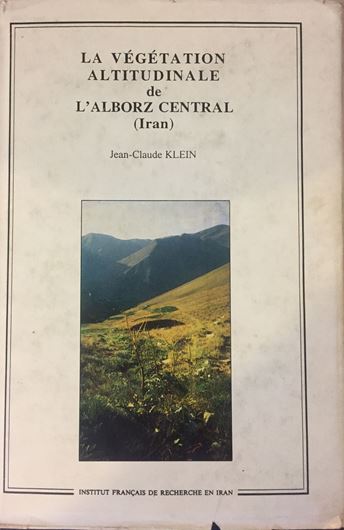 LA VÉGÉTATION
ALTITUDINALE
de
L'ALBORZ CENTRAL
(Iran)
Jean-Claude KLEIN
INSTITUT FRANÇAIS DE RECHERCHE EN IRAN